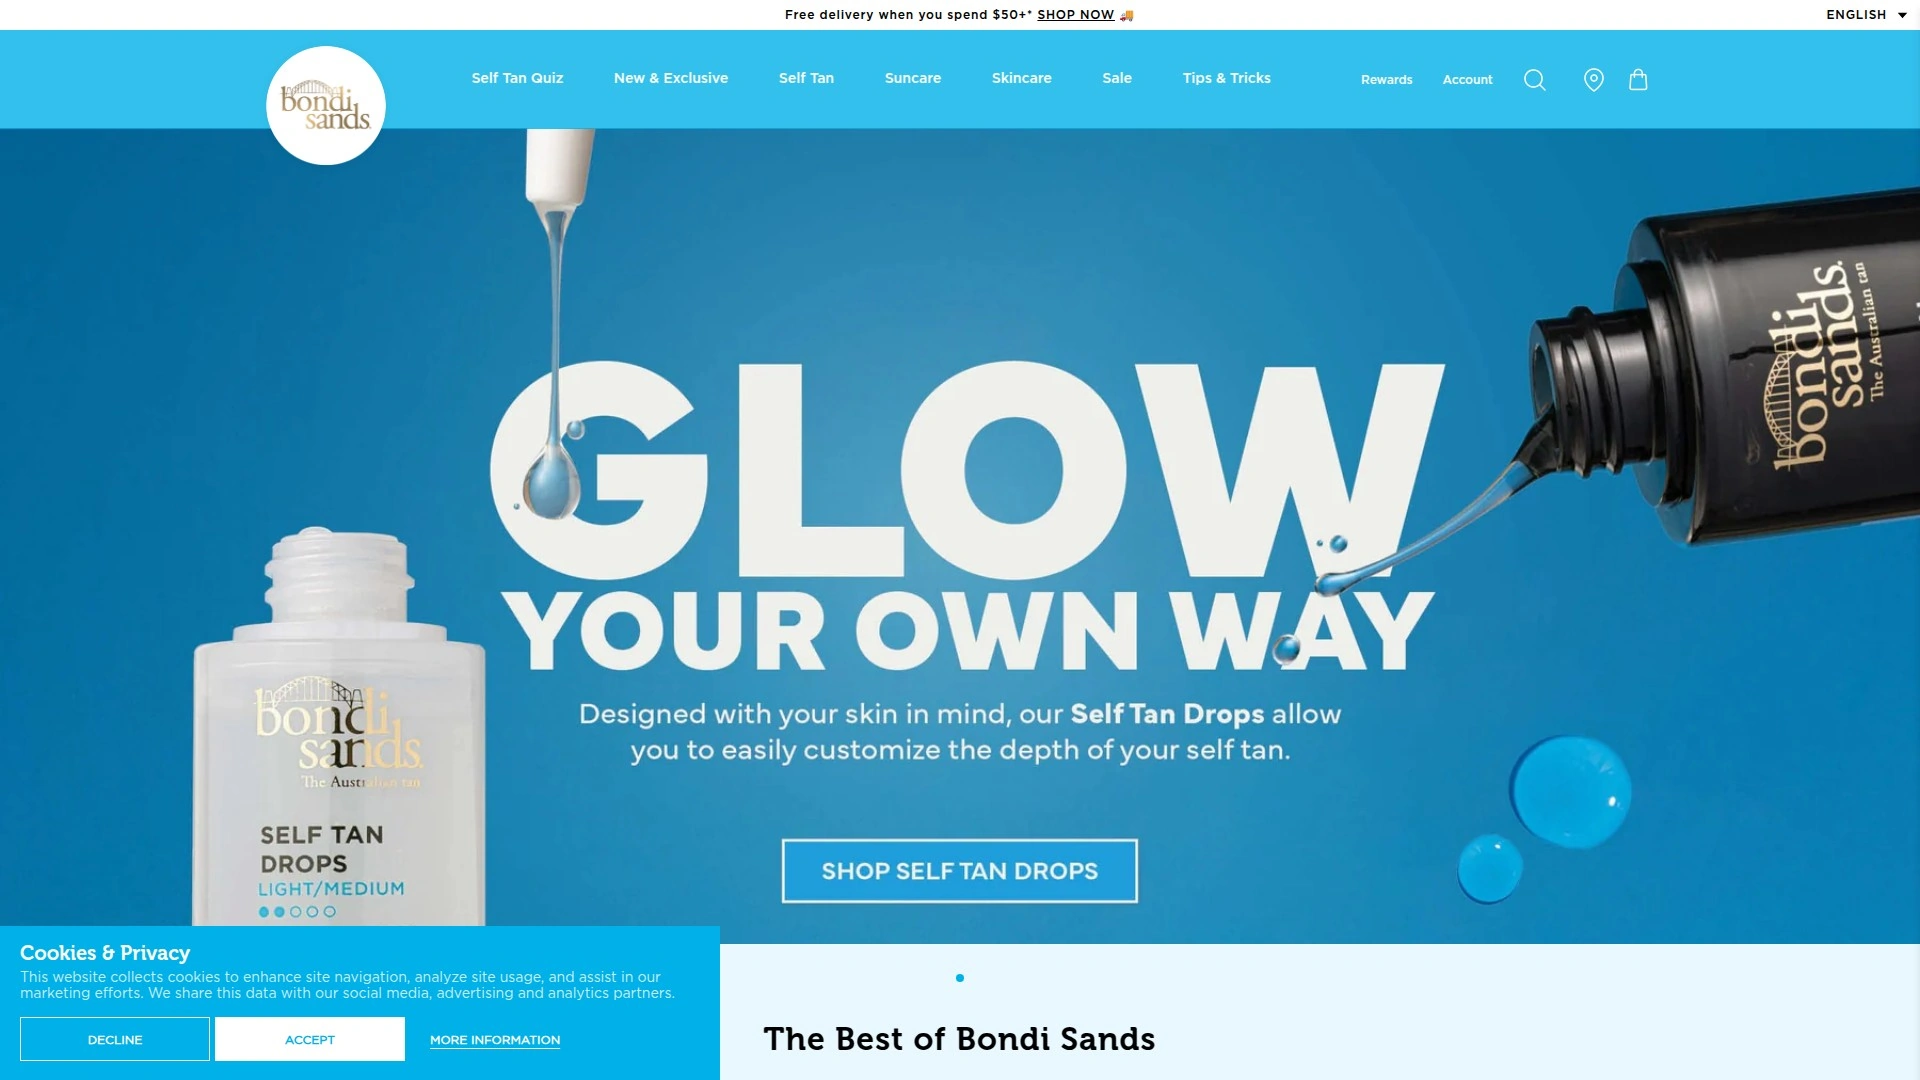 Free delivery when you spend $50+* SHOP NOW 🚚
ENGLISH
bondi
sands.
Self Tan Quiz
New & Exclusive
Self Tan
Suncare
Skincare
Sale
Tips & Tricks
Rewards
Account
GLOW
YOUR OWN WAY
Designed with your skin in mind, our Self Tan Drops allow
you to easily customize the depth of your self tan.
SHOP SELF TAN DROPS
bondi
sands.
The Australian tan
bondi
sands.
The Australian tan
SELF TAN
DROPS
LIGHT/MEDIUM
Cookies & Privacy
This website collects cookies to enhance site navigation, analyze site usage, and assist in our
marketing efforts. We share this data with our social media, advertising and analytics partners.
DECLINE
ACCEPT
MORE INFORMATION
The Best of Bondi Sands